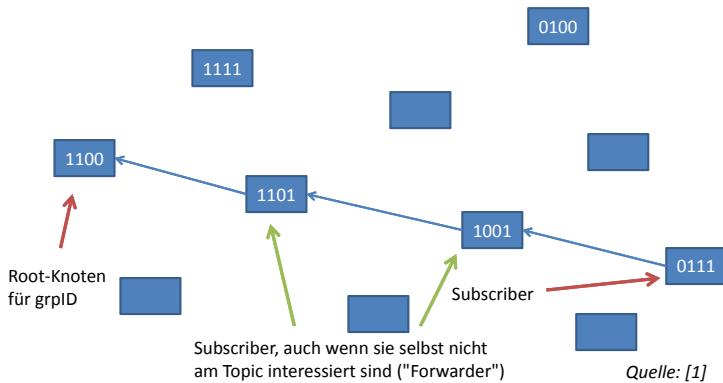 0100
1111
1100
1101
1001
0111
Root-Knoten
für grpID
Subscriber
Subscriber, auch wenn sie selbst nicht
am Topic interessiert sind ("Forwarder")
Quelle: [1]